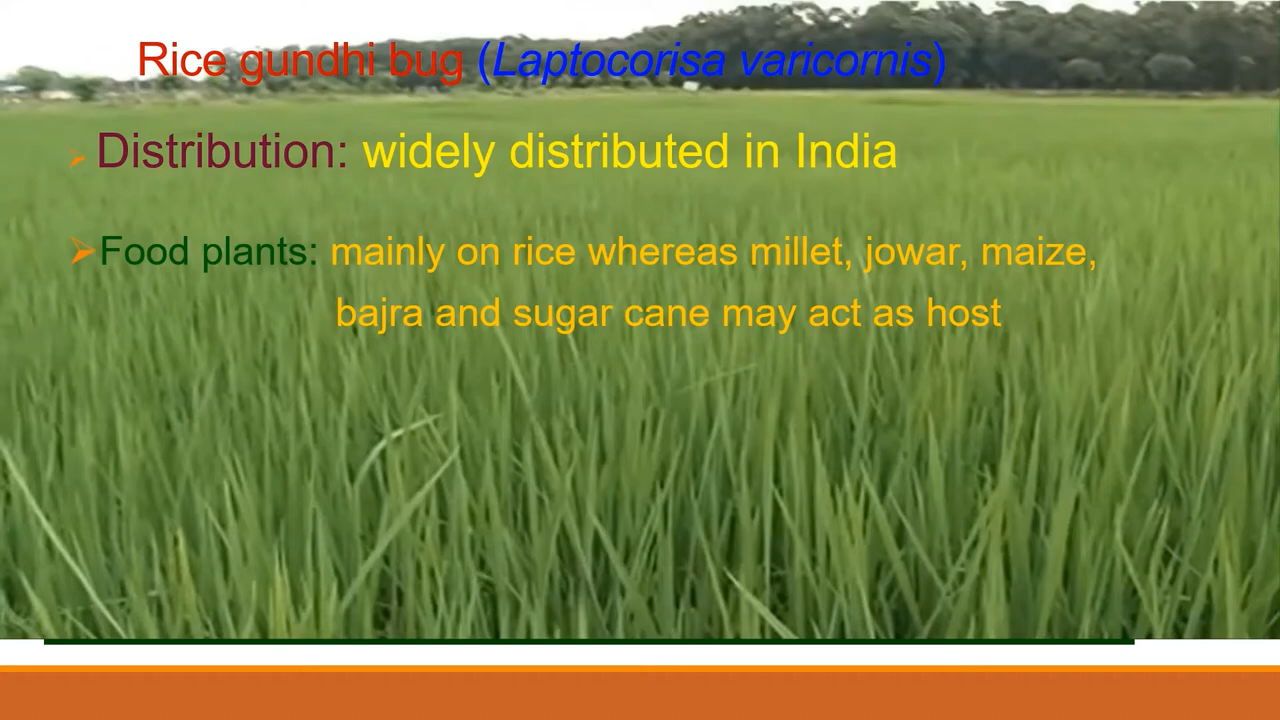 Rice gundhi bug (Laptocorisa varicornis)
Distribution: widely distributed in India
Food plants: mainly on rice whereas millet, jowar, maize,
bajra and sugar cane may act as host